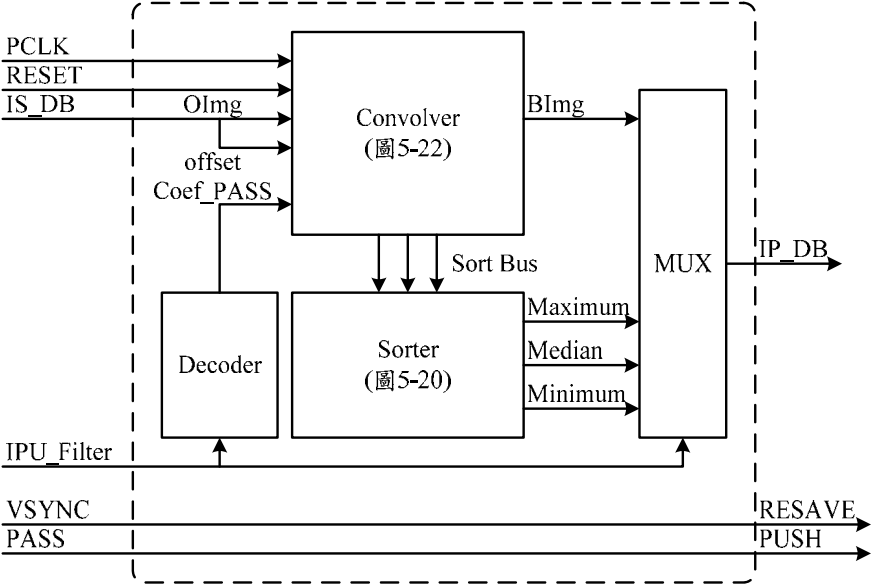 PCLK
RESET
IS_DB
OImg
offset
Coef_PASS
Convolver
(圖5-22)
BImg
Sort Bus
MUX
IP_DB
Decoder
Sorter
(圖5-20)
Maximum
Median
Minimum
IPU_Filter
VSYNC
RESAVE
PASS
PUSH